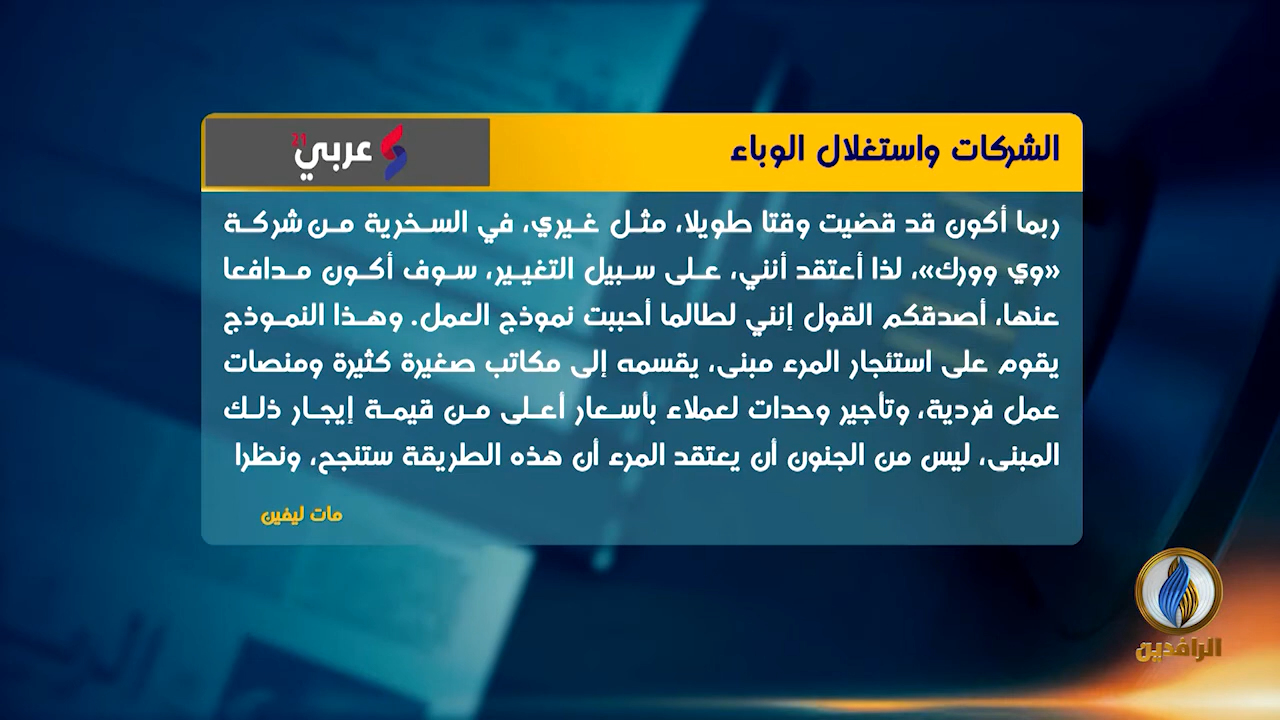 الشركات واستغلال الوباء
عربي21
ربما أكون قد قضيت وقتا طويلا، مثل غيري، في السخرية من شركة
«وي وورك»، لذا أعتقد أنني، على سبيل التغيير، سوف أكون مدافعا
عنها، أصدقكم القول إنني لطالما أحببت نموذج العمل. وهذا النموذج
يقوم على استئجار المرء مبنى، يقسمه إلى مكاتب صغيرة كثيرة ومنصات
عمل فردية، وتأجير وحدات لعملاء بأسعار أعلى من قيمة إيجار ذلك
المبنى، ليس من الجنون أن يعتقد المرء أن هذه الطريقة ستنجح، ونظرا
مات ليفين
الرافدين